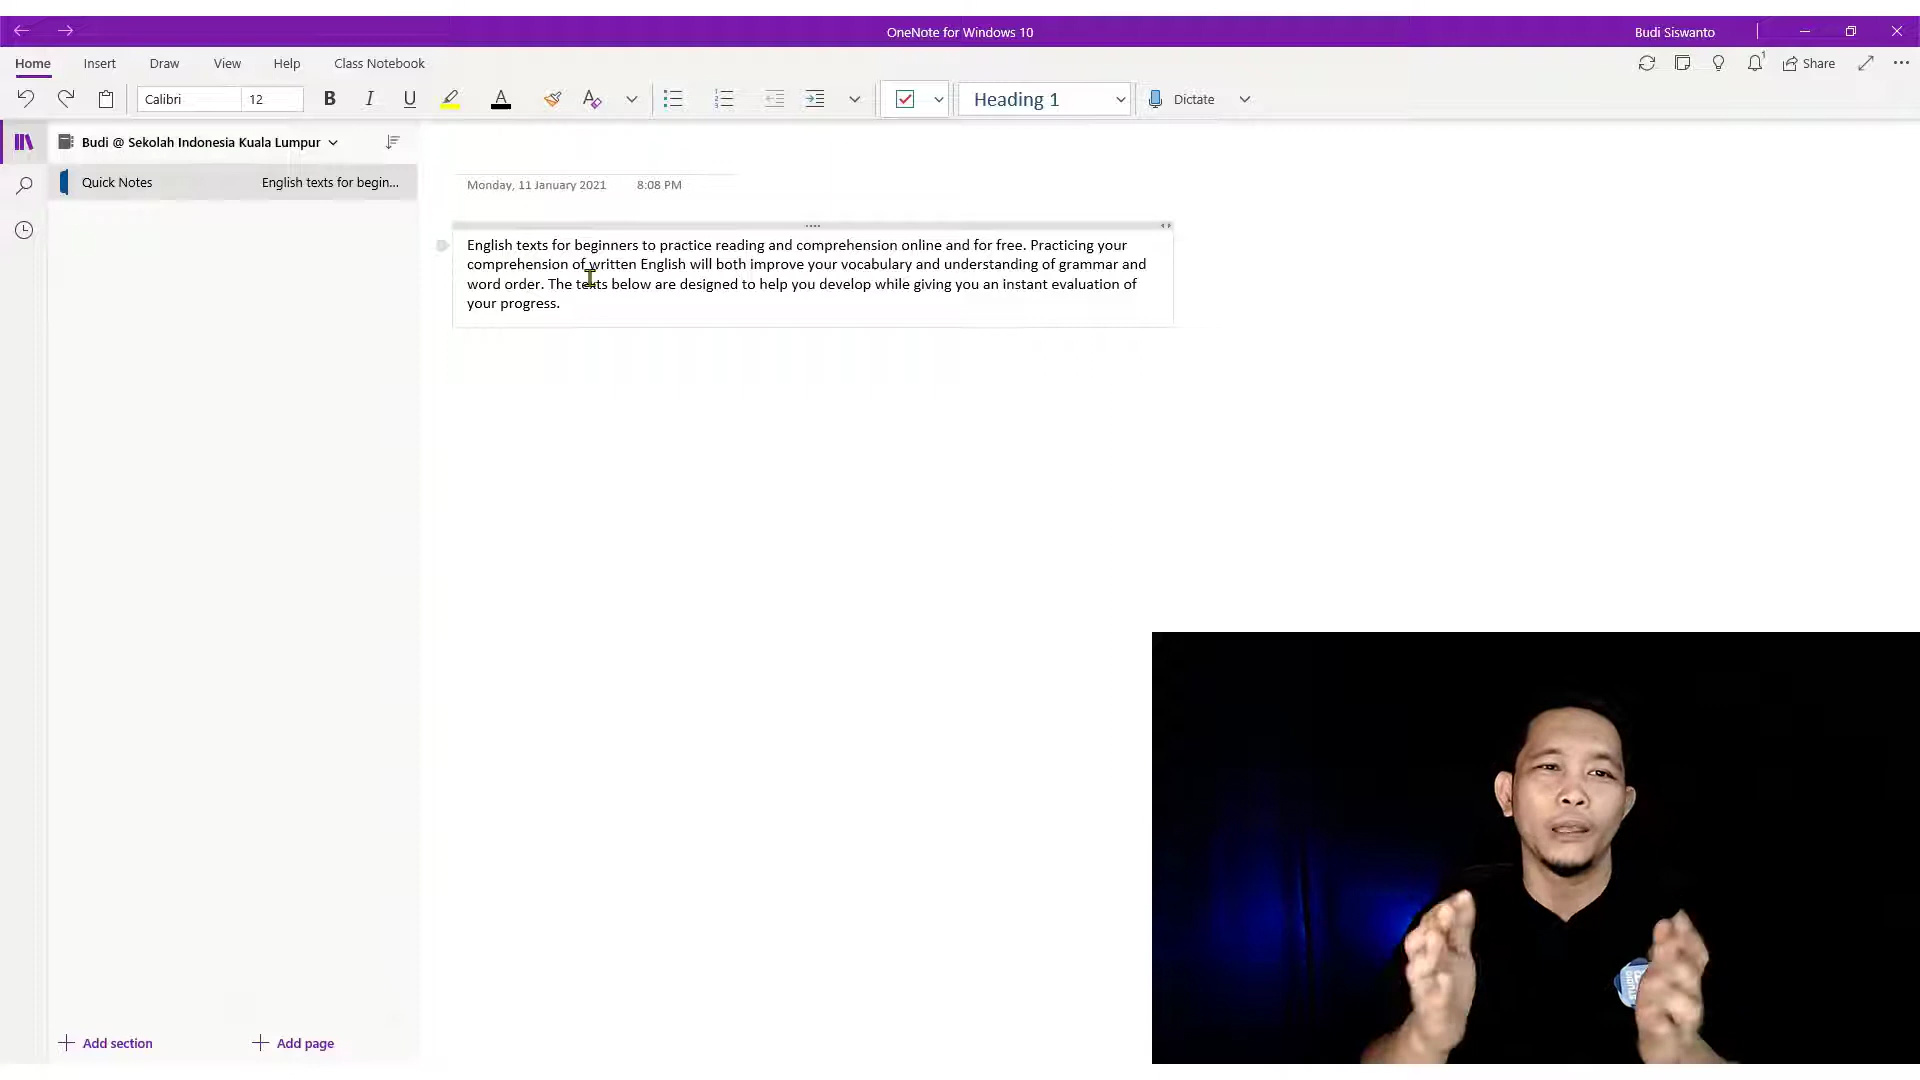 OneNote for Windows 10
Budi Siswanto
Home Insert Draw View Help Class Notebook
Share
Calibri 12 B I U A A Heading 1 Dictate
Budi @ Sekolah Indonesia Kuala Lumpur
Quick Notes English texts for begin...
Monday, 11 January 2021 8:08 PM
English texts for beginners to practice reading and comprehension online and for free. Practicing your
comprehension of written English will both improve your vocabulary and understanding of grammar and
word order. The texts below are designed to help you develop while giving you an instant evaluation of
your progress.
Add section Add page